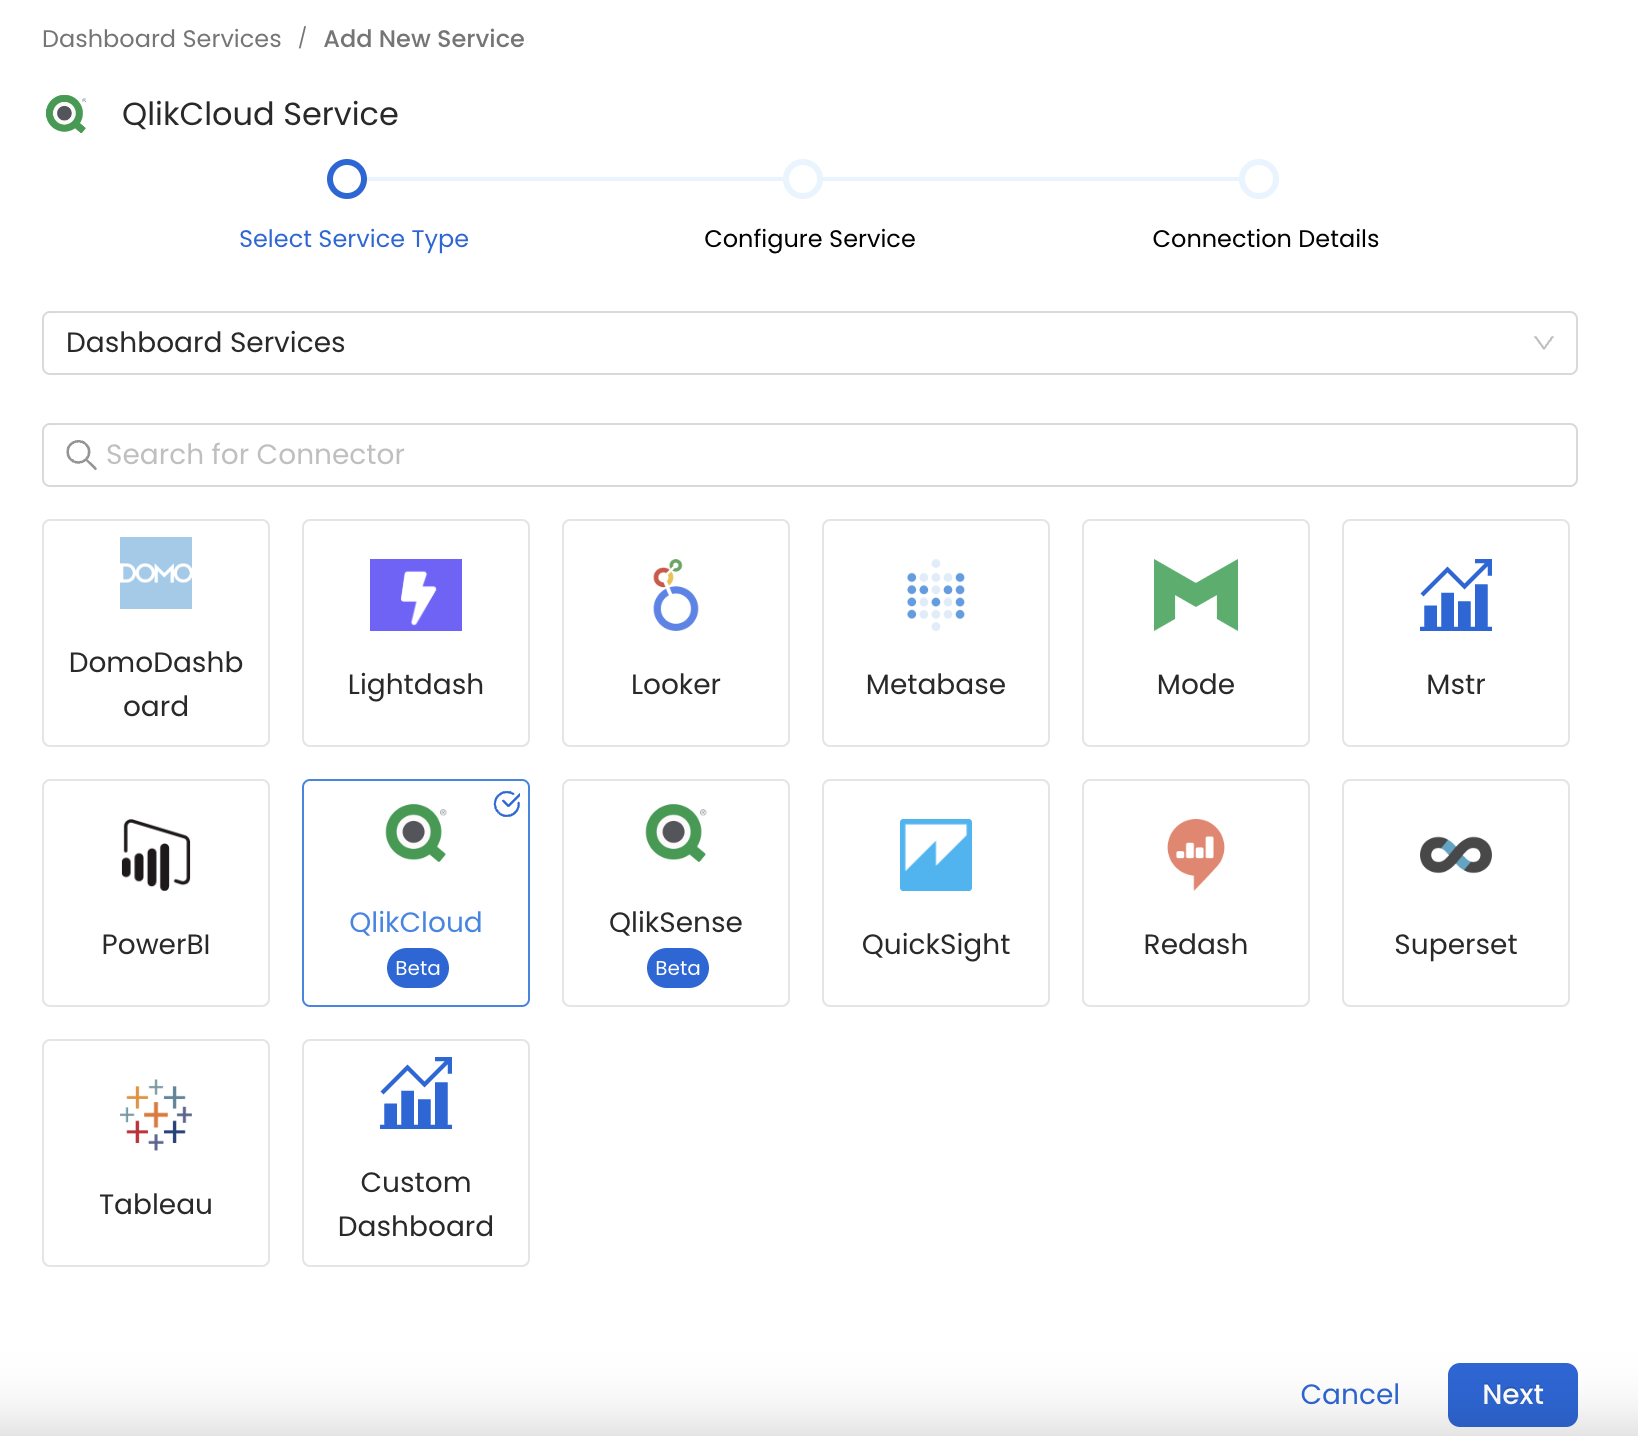 Dashboard Services / Add New Service
QlikCloud Service
Select Service Type
Configure Service
Connection Details
Dashboard Services
Search for Connector
DOMO
DomoDashb
oard
Lightdash
Looker
Metabase
Mode
Mstr
PowerBI
QlikCloud
Beta
QlikSense
Beta
QuickSight
Redash
Superset
Tableau
Custom
Dashboard
Cancel
Next